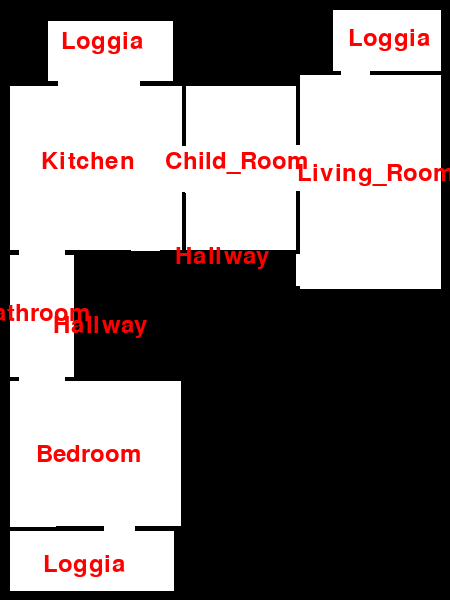 Loggia
Loggia
Kitchen
Child_Room
Living_Room
Hallway
athroom
Hallway
Bedroom
Loggia